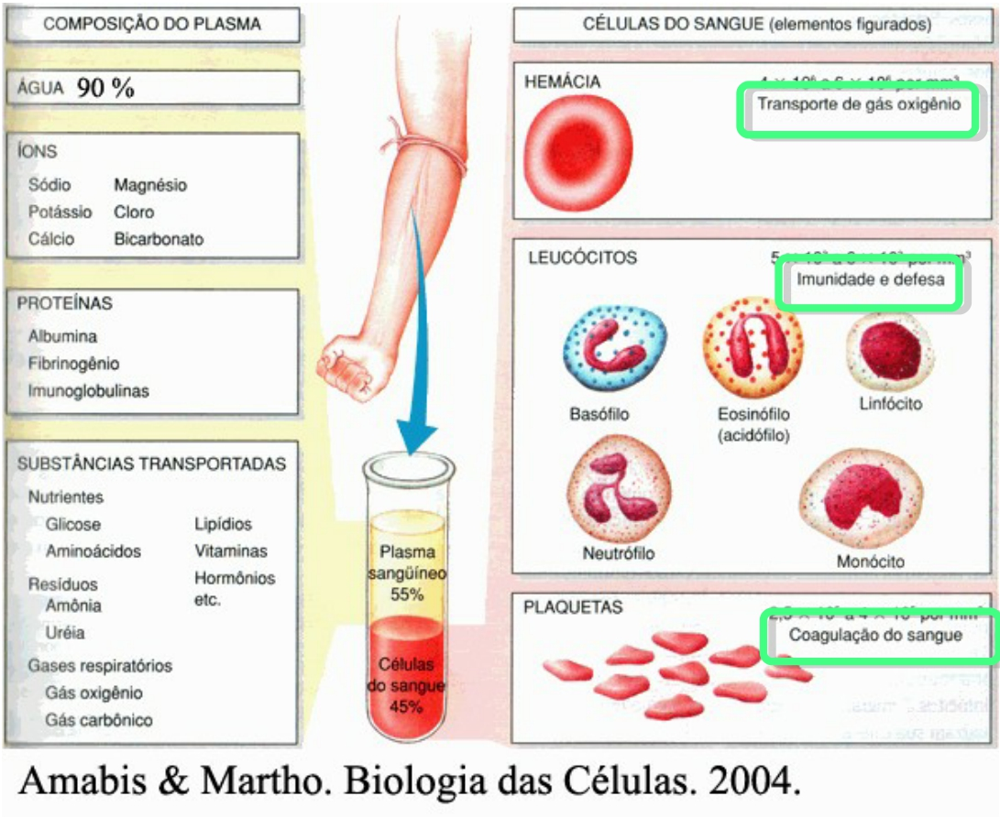 COMPOSIÇÃO DO PLASMA
ÁGUA 90 %
ÍONS
Sódio Magnésio
Potássio Cloro
Cálcio Bicarbonato
PROTEÍNAS
Albumina
Fibrinogênio
Imunoglobulinas
SUBSTÂNCIAS TRANSPORTADAS
Nutrientes
Glicose Lipídios
Aminoácidos Vitaminas
Hormônios
Resíduos
etc.
Amônia
Uréia
Gases respiratórios
Gás oxigênio
Gás carbônico
Plasma
sangüíneo
55%
Células
do sangue
45%
CÉLULAS DO SANGUE (elementos figurados)
HEMÁCIA
Transporte de gás oxigênio
LEUCÓCITOS
Imunidade e defesa
Basófilo
Eosinófilo
(acidófilo)
Linfócito
Neutrófilo
Monócito
PLAQUETAS
Coagulação do sangue
Amabis & Martho. Biologia das Células. 2004.